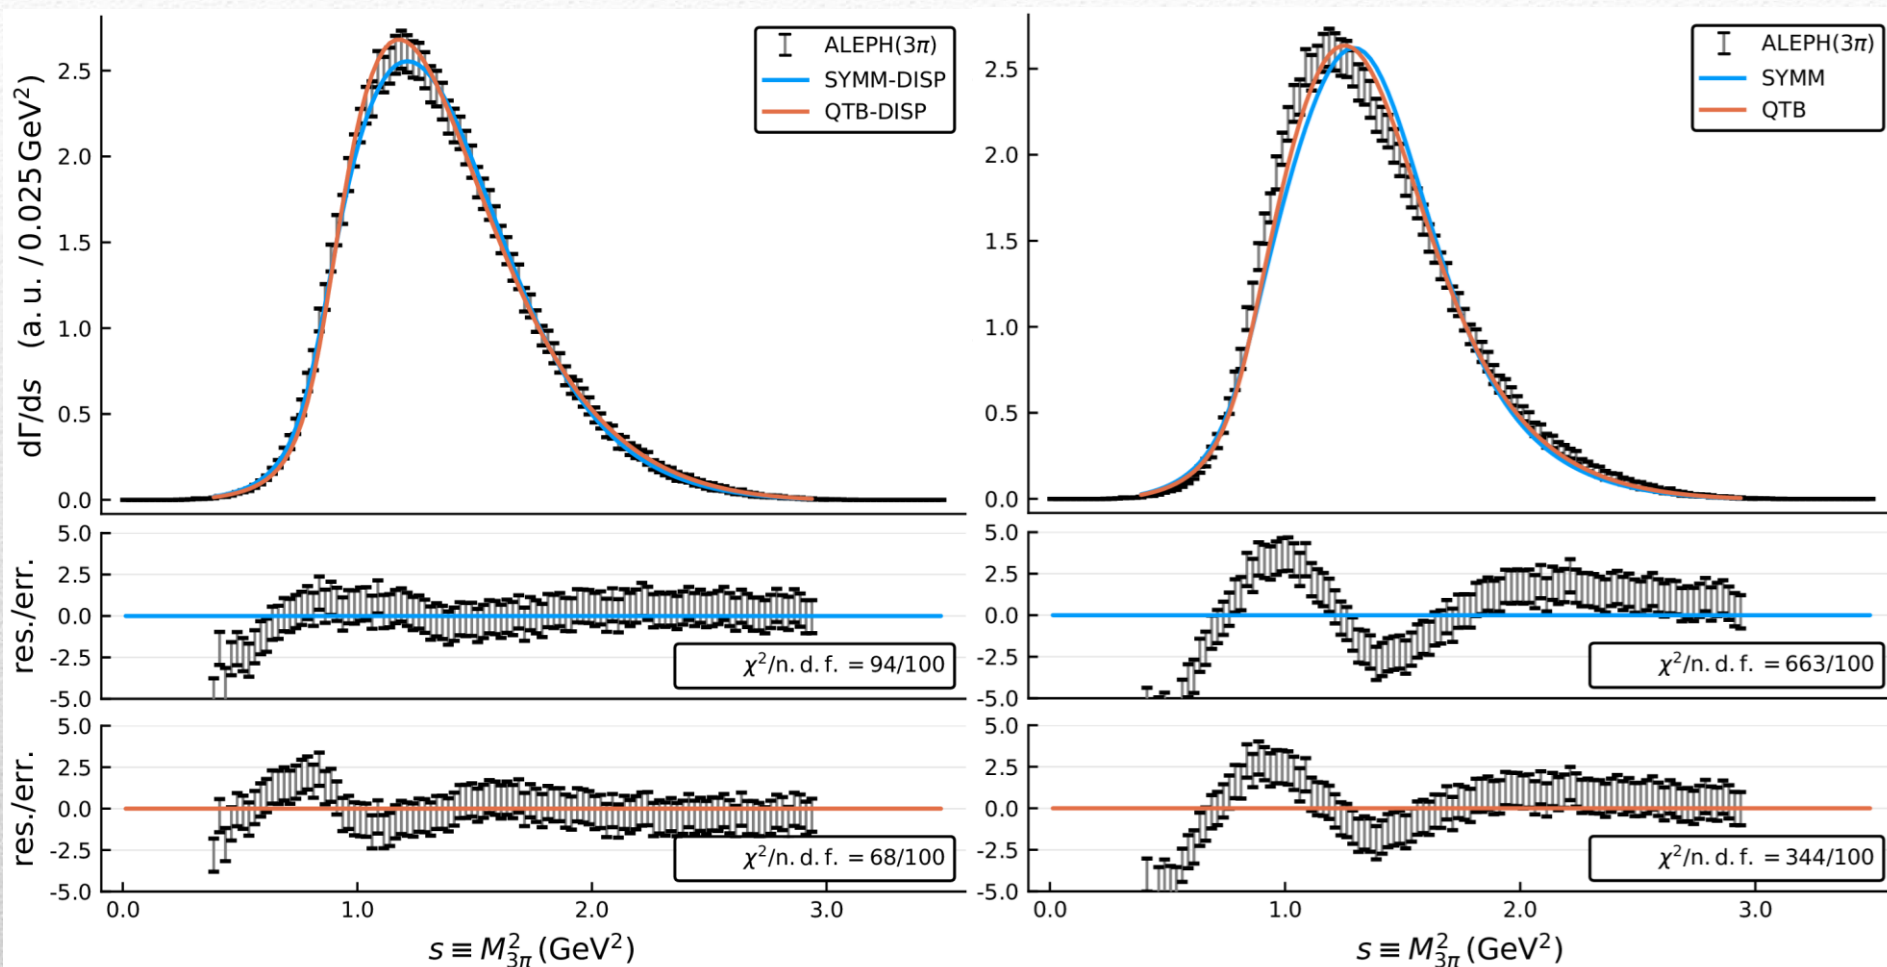 dΓ/ds (a. u. / 0.025 GeV²)
2.5
2.0
1.5
1.0
0.5
0.0
ALEPH(3π)
SYMM-DISP
QTB-DISP
res./err.
5.0
2.5
0.0
-2.5
-5.0
χ²/n. d. f. = 94/100
res./err.
5.0
2.5
0.0
-2.5
-5.0
χ²/n. d. f. = 68/100
0.0 1.0 2.0 3.0
s ≡ M²₃π (GeV²)
2.5
2.0
1.5
1.0
0.5
0.0
ALEPH(3π)
SYMM
QTB
5.0
2.5
0.0
-2.5
-5.0
χ²/n. d. f. = 663/100
5.0
2.5
0.0
-2.5
-5.0
χ²/n. d. f. = 344/100
0.0 1.0 2.0 3.0
s ≡ M²₃π (GeV²)